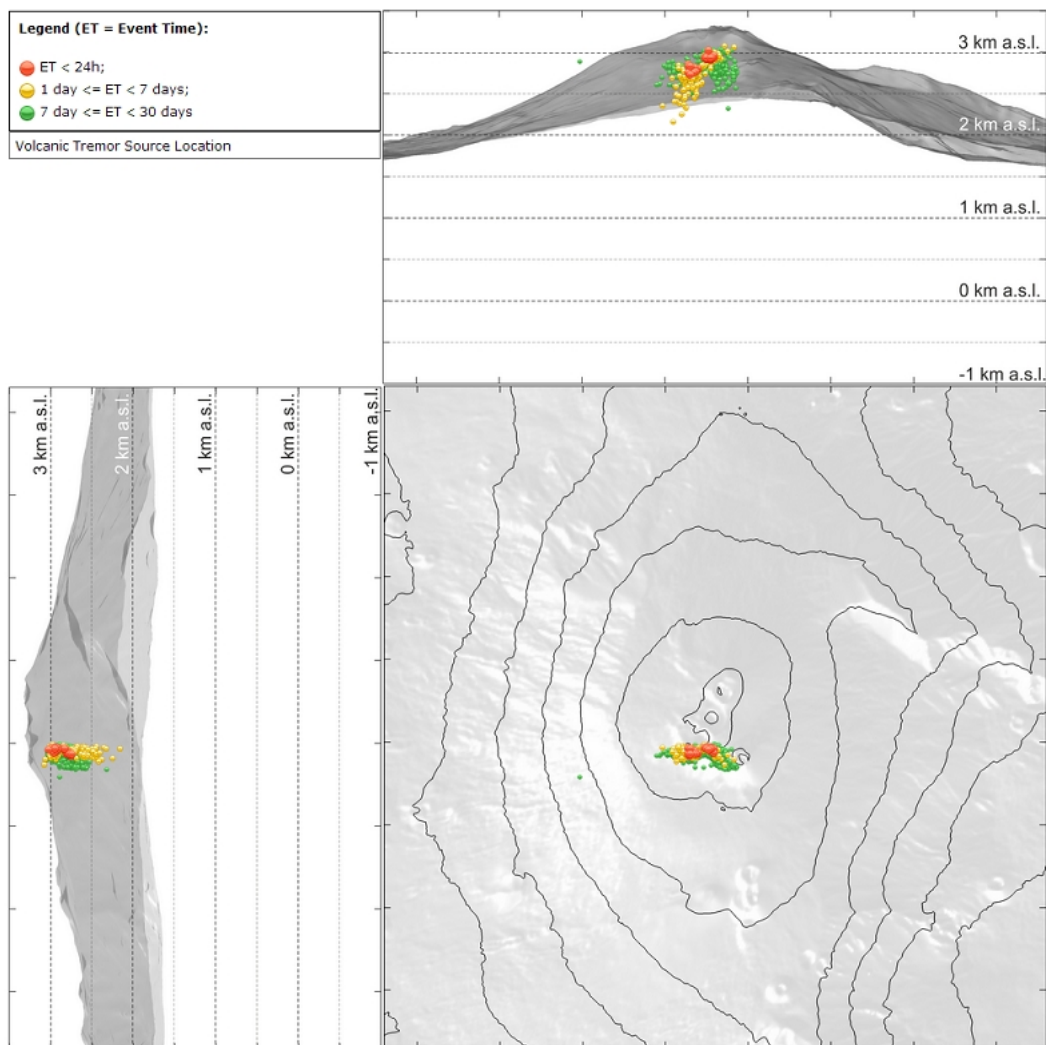 Legend (ET = Event Time):
ET < 24h;
1 day <= ET < 7 days;
7 day <= ET < 30 days
Volcanic Tremor Source Location
3 km a.s.l.
2 km a.s.l.
1 km a.s.l.
0 km a.s.l.
-1 km a.s.l.
3 km a.s.l.
2 km a.s.l.
1 km a.s.l.
0 km a.s.l.
-1 km a.s.l.